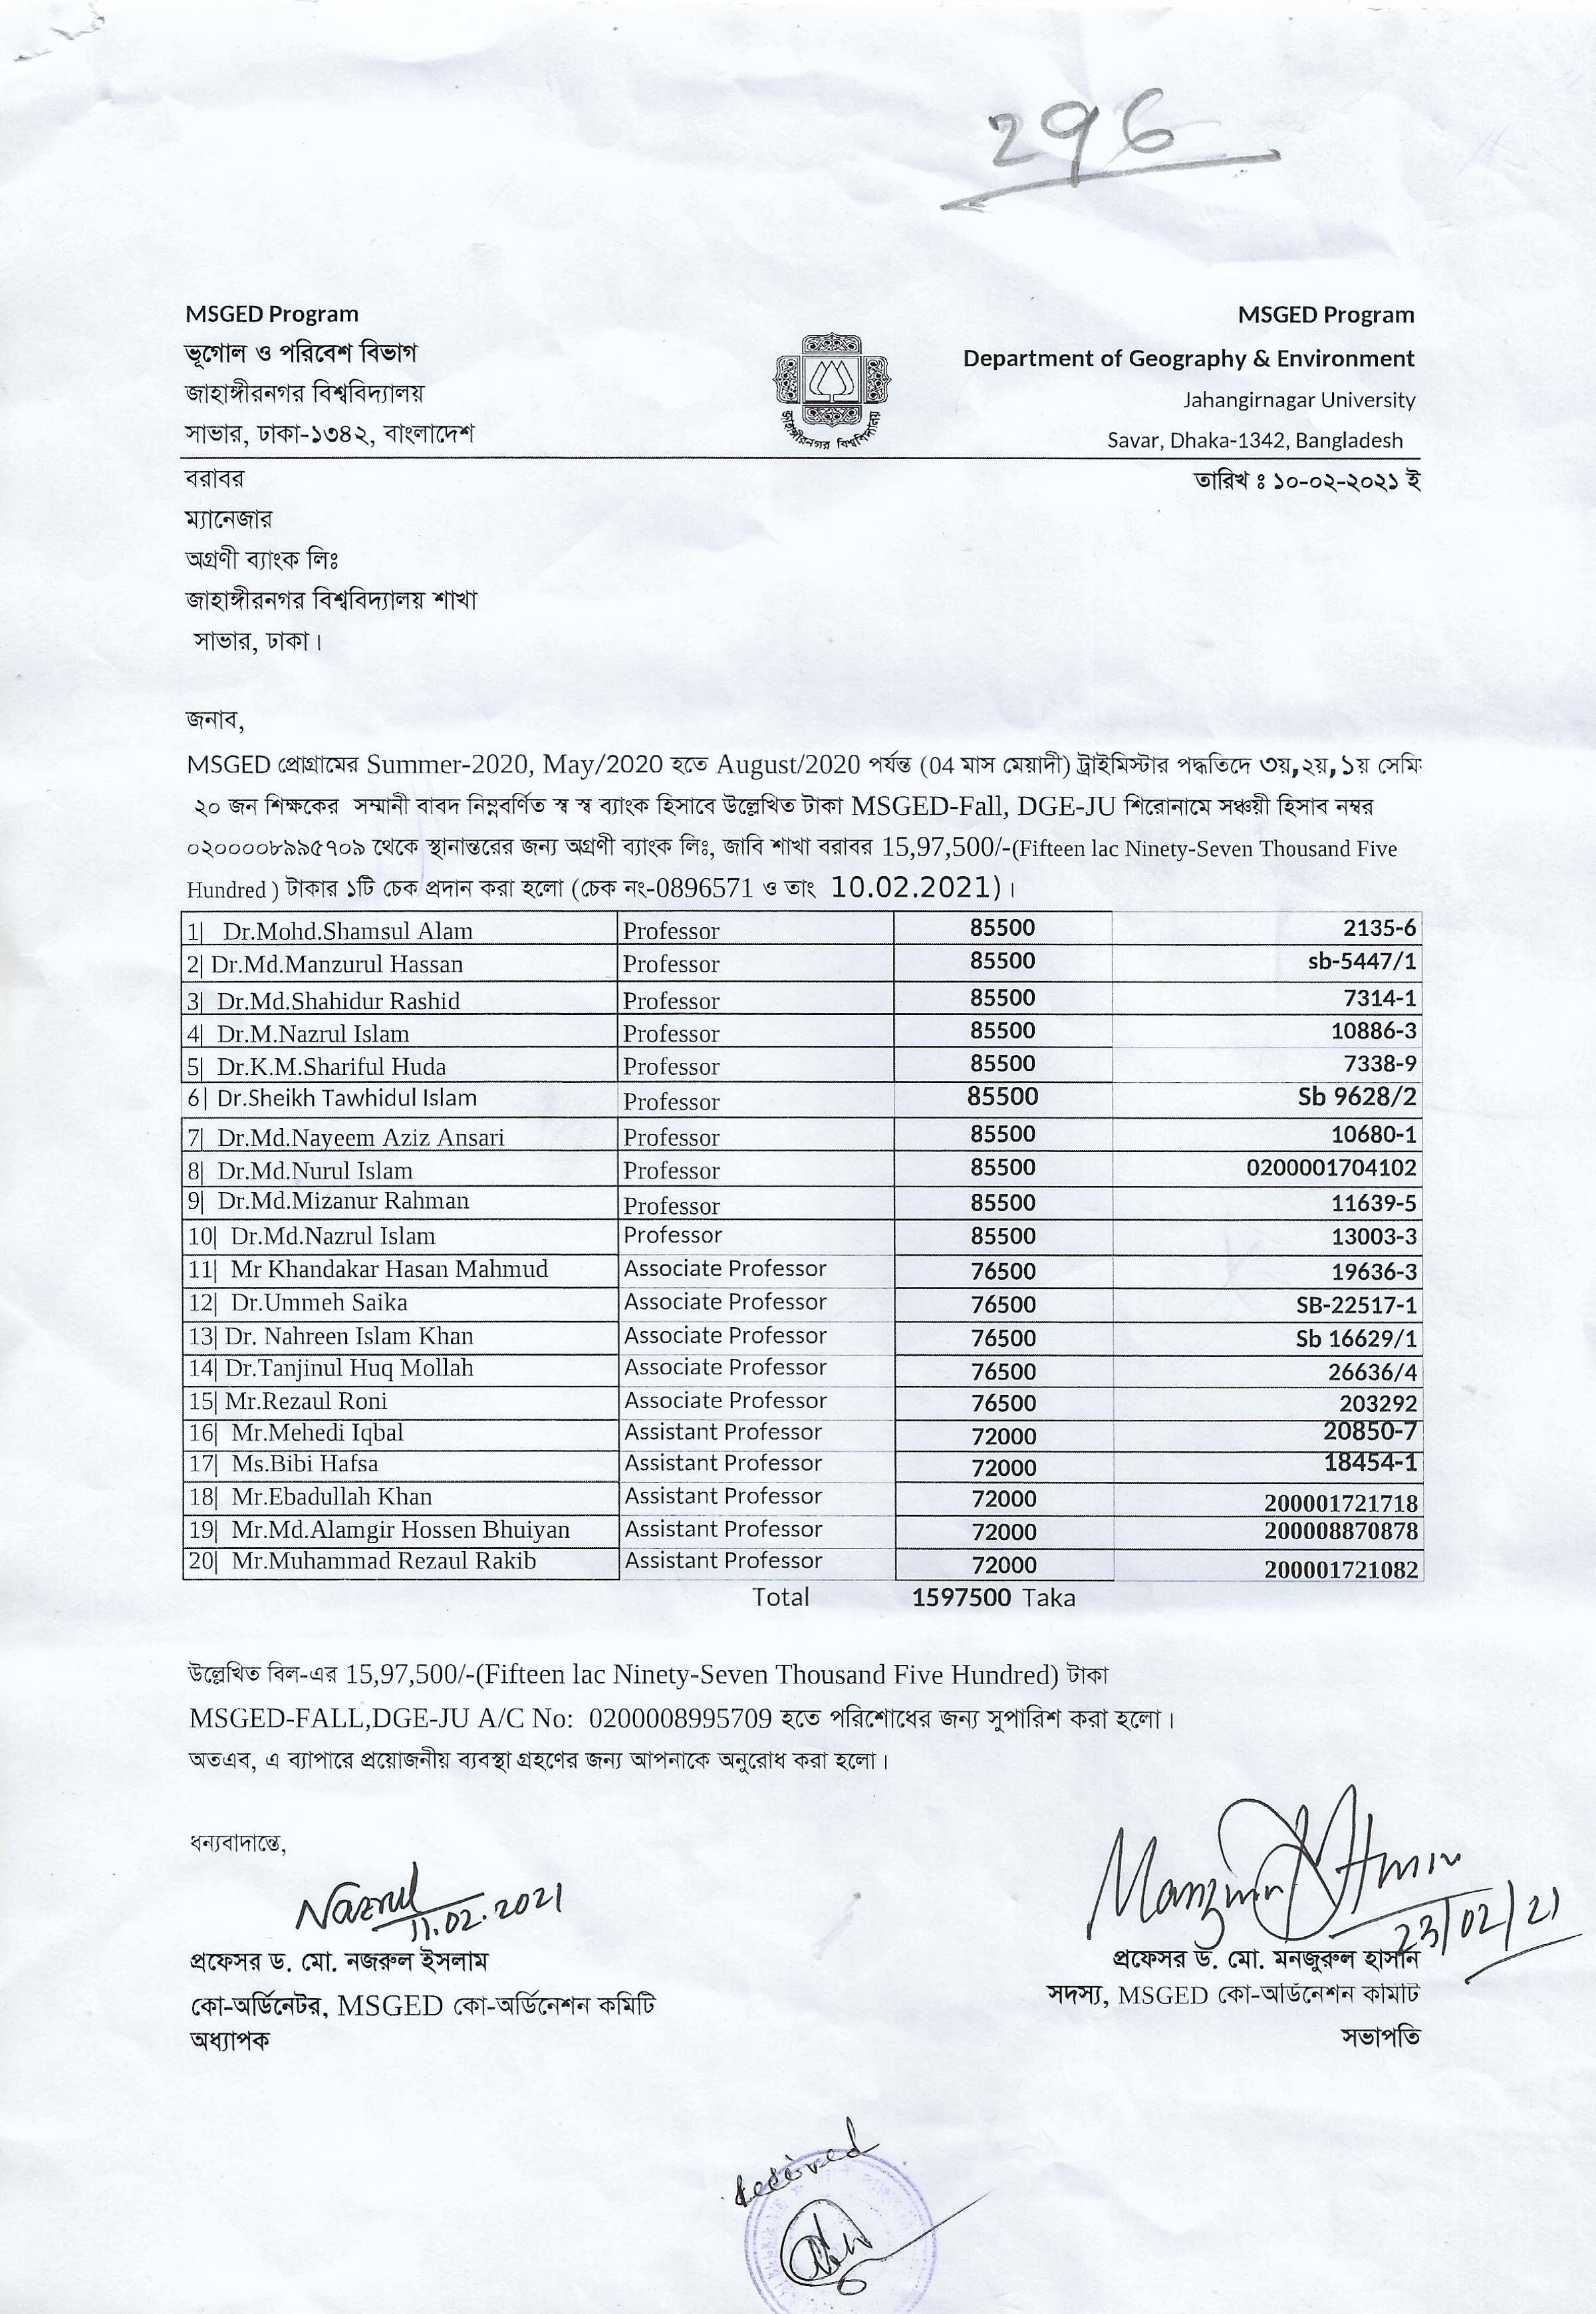 296
MSGED Program
ভূগোল ও পরিবেশ বিভাগ
জাহাঙ্গীরনগর বিশ্ববিদ্যালয়
সাভার, ঢাকা-১৩৪২, বাংলাদেশ
জাহাঙ্গীরনগর বিশ্ববিদ্যালয়
MSGED Program
Department of Geography & Environment
Jahangirnagar University
Savar, Dhaka-1342, Bangladesh
তারিখ ঃ ১০-০২-২০২১ ই
বরাবর
ম্যানেজার
অগ্রণী ব্যাংক লিঃ
জাহাঙ্গীরনগর বিশ্ববিদ্যালয় শাখা
সাভার, ঢাকা।
জনাব,
MSGED প্রোগ্রামের Summer-2020, May/2020 হতে August/2020 পর্যন্ত (04 মাস মেয়াদী) ট্রাইমিস্টার পদ্ধতিদে ৩য়,২য়,১য় সেমি
২০ জন শিক্ষকের সম্মানী বাবদ নিম্নবর্ণিত স্ব স্ব ব্যাংক হিসাবে উল্লেখিত টাকা MSGED-Fall, DGE-JU শিরোনামে সঞ্চয়ী হিসাব নম্বর
০২০০০০৮৯৯৫৭০৯ থেকে স্থানান্তরের জন্য অগ্রণী ব্যাংক লিঃ, জাবি শাখা বরাবর 15,97,500/-(Fifteen lac Ninety-Seven Thousand Five
Hundred ) টাকার ১টি চেক প্রদান করা হলো (চেক নং-0896571 ও তাং 10.02.2021)।
1| Dr.Mohd.Shamsul Alam Professor 85500 2135-6
2| Dr.Md.Manzurul Hassan Professor 85500 sb-5447/1
3| Dr.Md.Shahidur Rashid Professor 85500 7314-1
4| Dr.M.Nazrul Islam Professor 85500 10886-3
5| Dr.K.M.Shariful Huda Professor 85500 7338-9
6| Dr.Sheikh Tawhidul Islam Professor 85500 Sb 9628/2
7| Dr.Md.Nayeem Aziz Ansari Professor 85500 10680-1
8| Dr.Md.Nurul Islam Professor 85500 0200001704102
9| Dr.Md.Mizanur Rahman Professor 85500 11639-5
10| Dr.Md.Nazrul Islam Professor 85500 13003-3
11| Mr Khandakar Hasan Mahmud Associate Professor 76500 19636-3
12| Dr.Ummeh Saika Associate Professor 76500 SB-22517-1
13| Dr. Nahreen Islam Khan Associate Professor 76500 Sb 16629/1
14| Dr.Tanjinul Huq Mollah Associate Professor 76500 26636/4
15| Mr.Rezaul Roni Associate Professor 76500 203292
16| Mr.Mehedi Iqbal Assistant Professor 72000 20850-7
17| Ms.Bibi Hafsa Assistant Professor 72000 18454-1
18| Mr.Ebadullah Khan Assistant Professor 72000 200001721718
19| Mr.Md.Alamgir Hossen Bhuiyan Assistant Professor 72000 200008870878
20| Mr.Muhammad Rezaul Rakib Assistant Professor 72000 200001721082
Total 1597500 Taka
উল্লেখিত বিল-এর 15,97,500/-(Fifteen lac Ninety-Seven Thousand Five Hundred) টাকা
MSGED-FALL,DGE-JU A/C No: 0200008995709 হতে পরিশোধের জন্য সুপারিশ করা হলো।
অতএব, এ ব্যাপারে প্রয়োজনীয় ব্যবস্থা গ্রহণের জন্য আপনাকে অনুরোধ করা হলো।
ধন্যবাদান্তে,
Nazrul
11.02.2021
প্রফেসর ড. মো. নজরুল ইসলাম
কো-অর্ডিনেটর, MSGED কো-অর্ডিনেশন কমিটি
অধ্যাপক
23/02/21
প্রফেসর ড. মো. মনজুরুল হাসান
সদস্য, MSGED কো-অর্ডিনেশন কমিটি
সভাপতি
Received